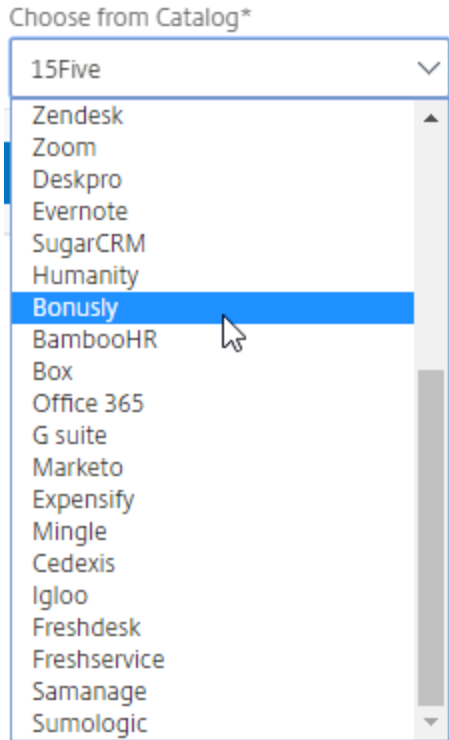 Choose from Catalog*
15Five
Zendesk
Zoom
Deskpro
Evernote
SugarCRM
Humanity
Bonusly
BambooHR
Box
Office 365
G suite
Marketo
Expensify
Mingle
Cedexis
Igloo
Freshdesk
Freshservice
Samanage
Sumologic